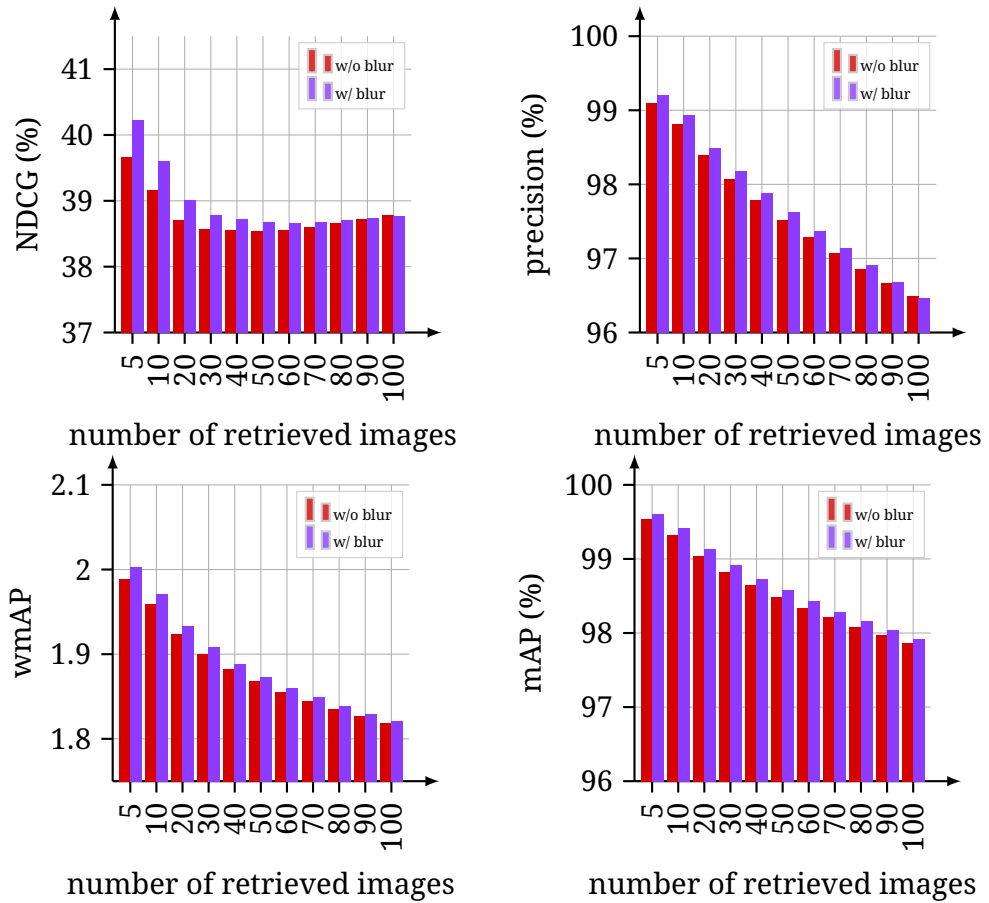 NDCG (%)
41
40
39
38
37
w/o blur
w/ blur
5 10 20 30 40 50 60 70 80 90 100
number of retrieved images
precision (%)
100
99
98
97
96
w/o blur
w/ blur
5 10 20 30 40 50 60 70 80 90 100
number of retrieved images
wmAP
2.1
2
1.9
1.8
w/o blur
w/ blur
5 10 20 30 40 50 60 70 80 90 100
number of retrieved images
mAP (%)
100
99
98
97
96
w/o blur
w/ blur
5 10 20 30 40 50 60 70 80 90 100
number of retrieved images